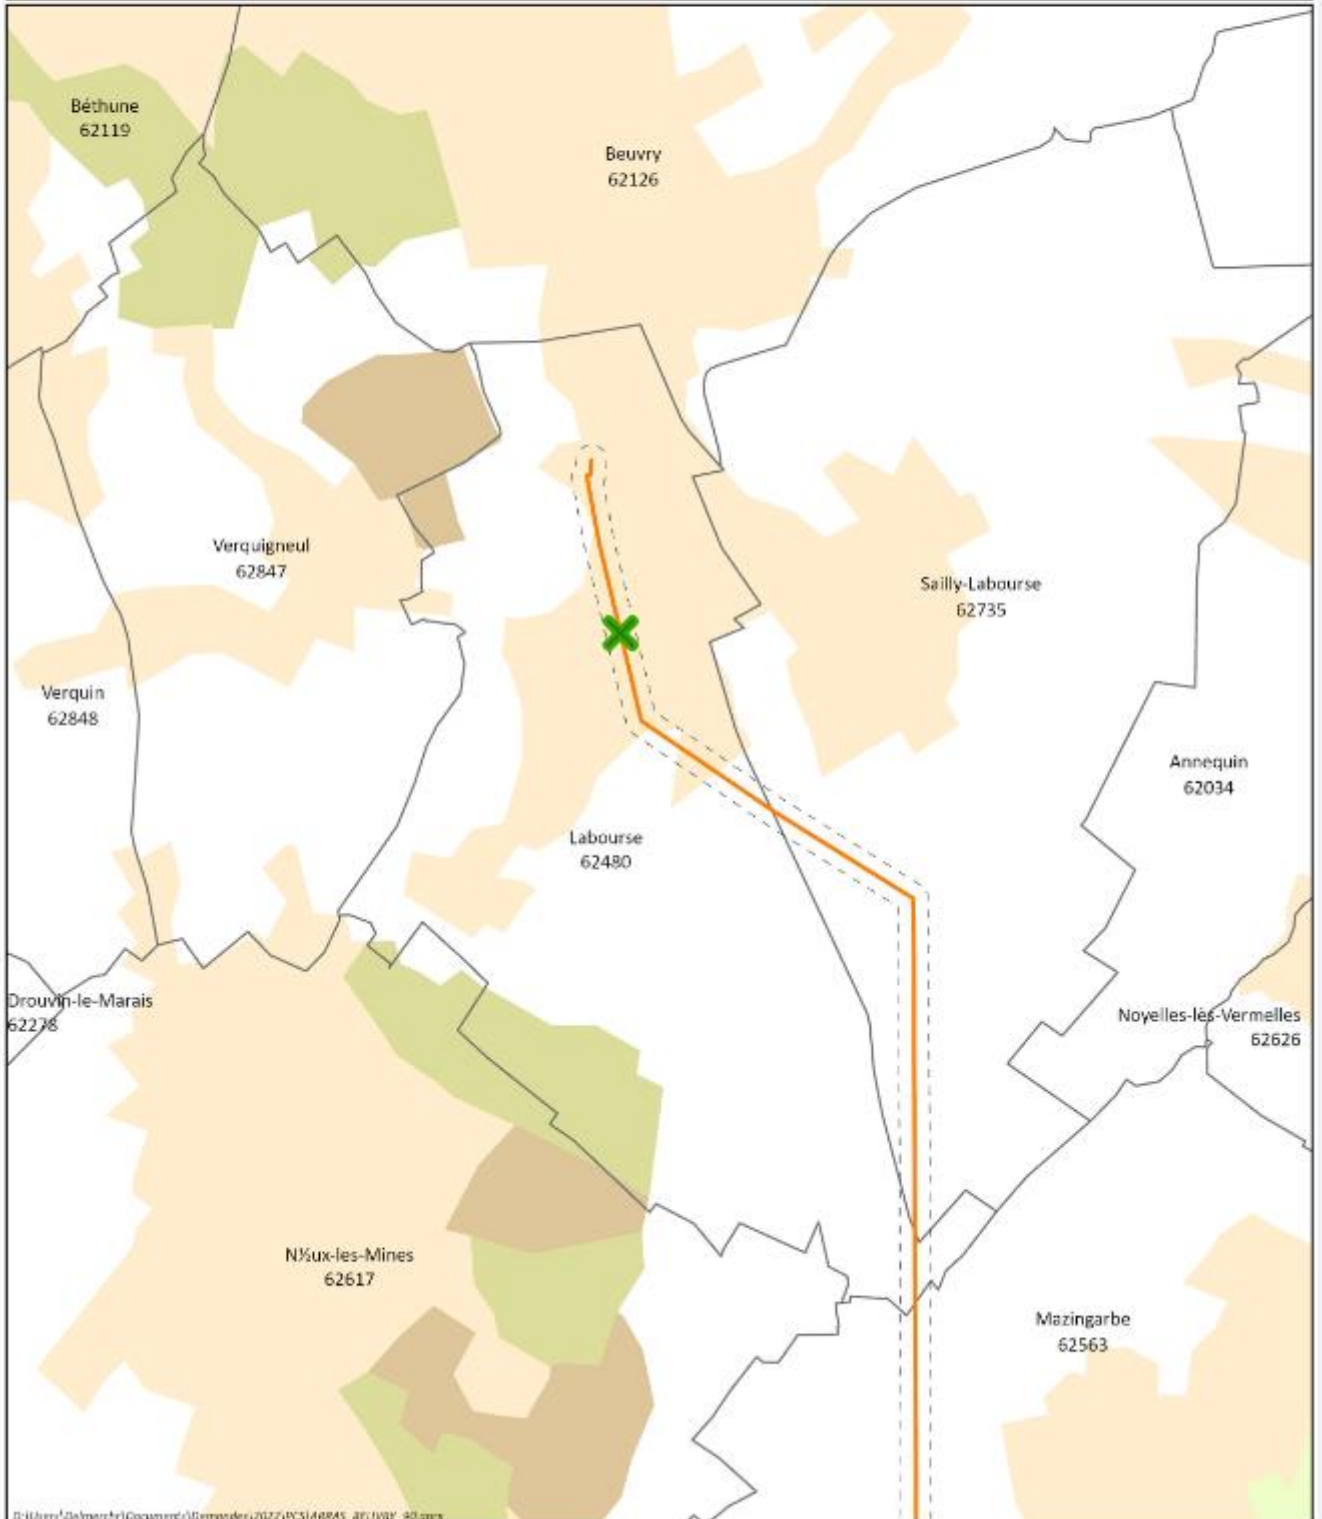 Béthune
62119
Beuvry
62126
Verquigneul
62847
Sailly-Labourse
62735
Verquin
62848
Annequin
62034
Labourse
62480
Drouvin-le-Marais
62278
Noyelles-lès-Vermelles
62626
N½ux-les-Mines
62617
Mazingarbe
62563